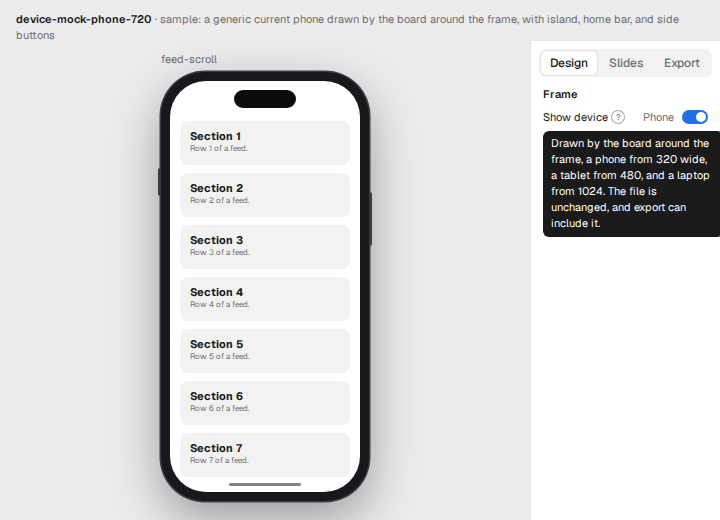 device-mock-phone-720 · sample: a generic current phone drawn by the board around the frame, with island, home bar, and side
buttons
feed-scroll
Section 1
Row 1 of a feed.
Section 2
Row 2 of a feed.
Section 3
Row 3 of a feed.
Section 4
Row 4 of a feed.
Section 5
Row 5 of a feed.
Section 6
Row 6 of a feed.
Section 7
Row 7 of a feed.
Design Slides Export
Frame
Show device ? Phone
Drawn by the board around the
frame, a phone from 320 wide,
a tablet from 480, and a laptop
from 1024. The file is
unchanged, and export can
include it.